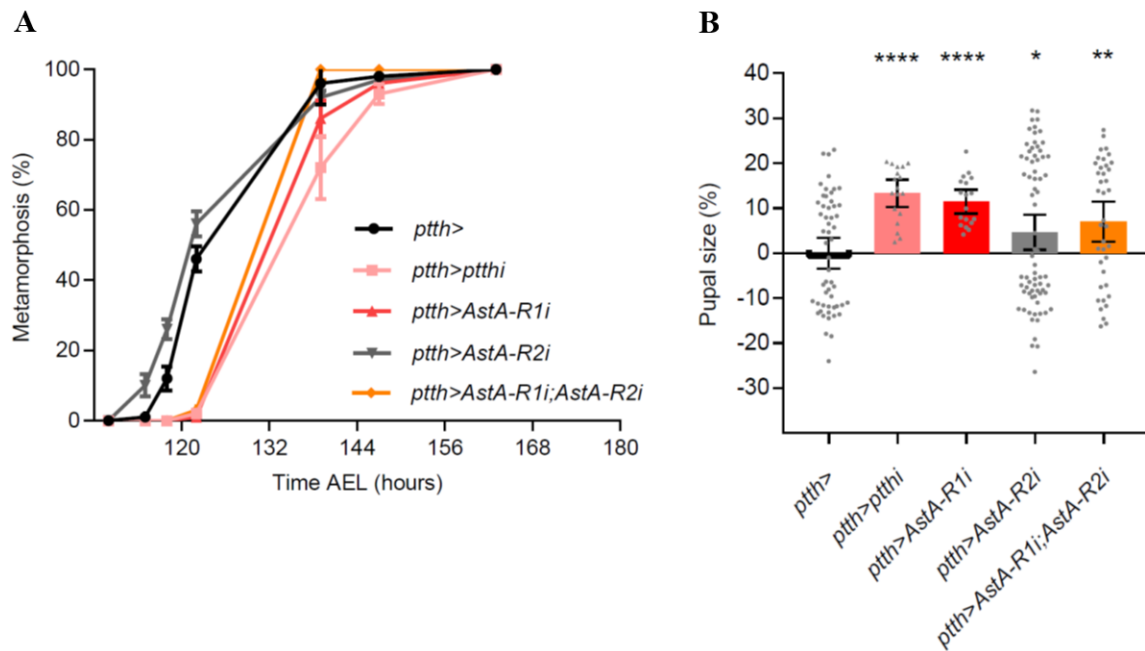 A
Metamorphosis (%)
100
80
60
40
20
0
120 132 144 156 168 180
Time AEL (hours)
ptth>
ptth>ptthi
ptth>AstA-R1i
ptth>AstA-R2i
ptth>AstA-R1i;AstA-R2i
B
Pupal size (%)
**** **** * **
40
30
20
10
0
-10
-20
-30
ptth>
ptth>ptthi
ptth>AstA-R1i
ptth>AstA-R2i
ptth>AstA-R1i;AstA-R2i